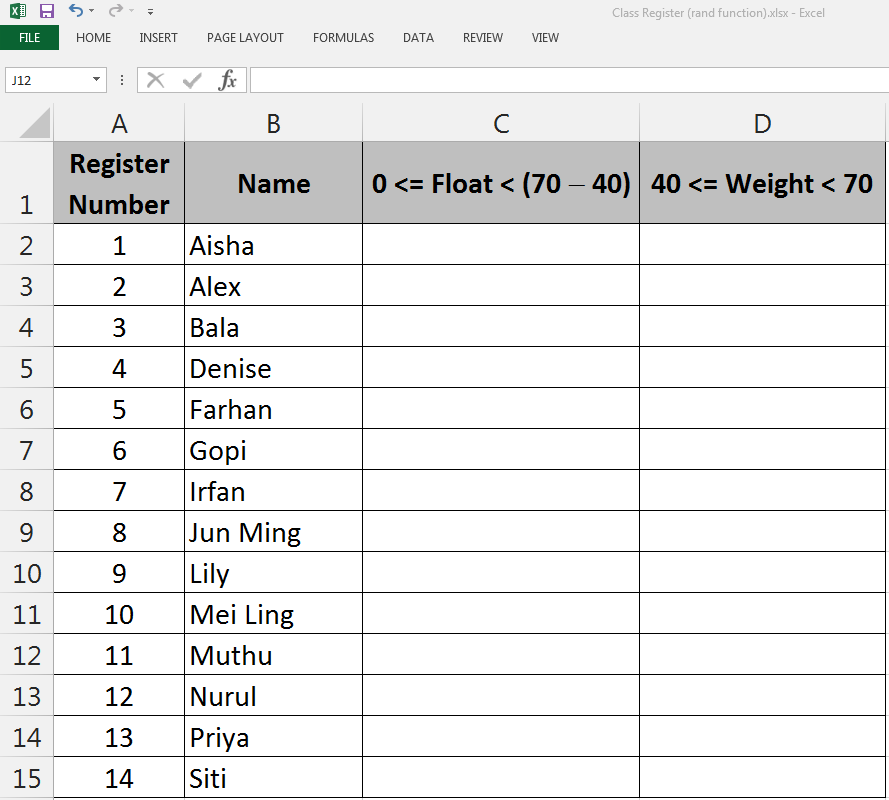 Class Register (rand function).xlsx - Excel
FILE HOME INSERT PAGE LAYOUT FORMULAS DATA REVIEW VIEW
J12 fx
A B C D
1 Register Number Name 0 <= Float < (70 – 40) 40 <= Weight < 70
2 1 Aisha
3 2 Alex
4 3 Bala
5 4 Denise
6 5 Farhan
7 6 Gopi
8 7 Irfan
9 8 Jun Ming
10 9 Lily
11 10 Mei Ling
12 11 Muthu
13 12 Nurul
14 13 Priya
15 14 Siti